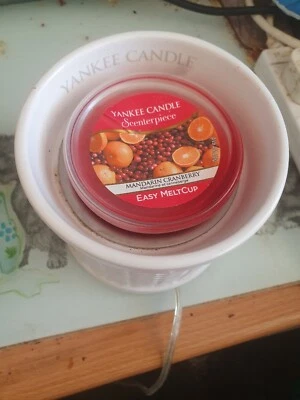 YANKEE CANDLE
YANKEE CANDLE
Scenterpiece
MANDARIN CRANBERRY
EASY MELTCUP